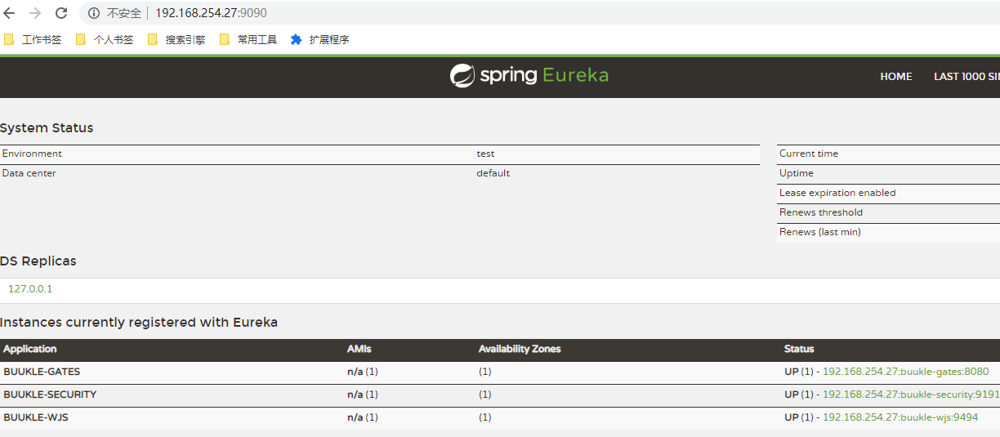 不安全 192.168.254.27:9090
工作书签 个人书签 搜索引擎 常用工具 扩展程序
spring Eureka HOME LAST 1000 SIN
System Status
Environment test Current time
Data center default Uptime
Lease expiration enabled
Renews threshold
Renews (last min)
DS Replicas
127.0.0.1
Instances currently registered with Eureka
Application AMIs Availability Zones Status
BUUKLE-GATES n/a (1) (1) UP (1) - 192.168.254.27:buukle-gates:8080
BUUKLE-SECURITY n/a (1) (1) UP (1) - 192.168.254.27:buukle-security:9191
BUUKLE-WJS n/a (1) (1) UP (1) - 192.168.254.27:buukle-wjs:9494